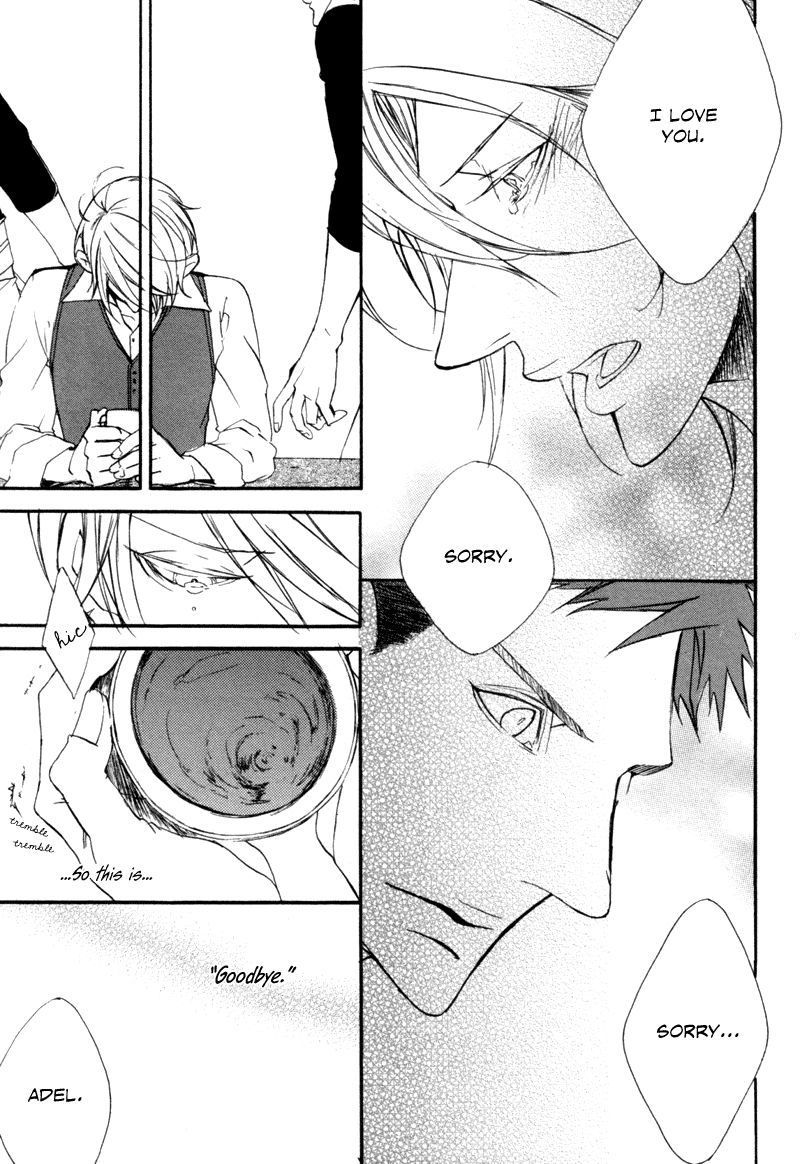 I LOVE
YOU.
SORRY.
SORRY...
hic
tremble
tremble
...So this is...
"Goodbye."
ADEL.